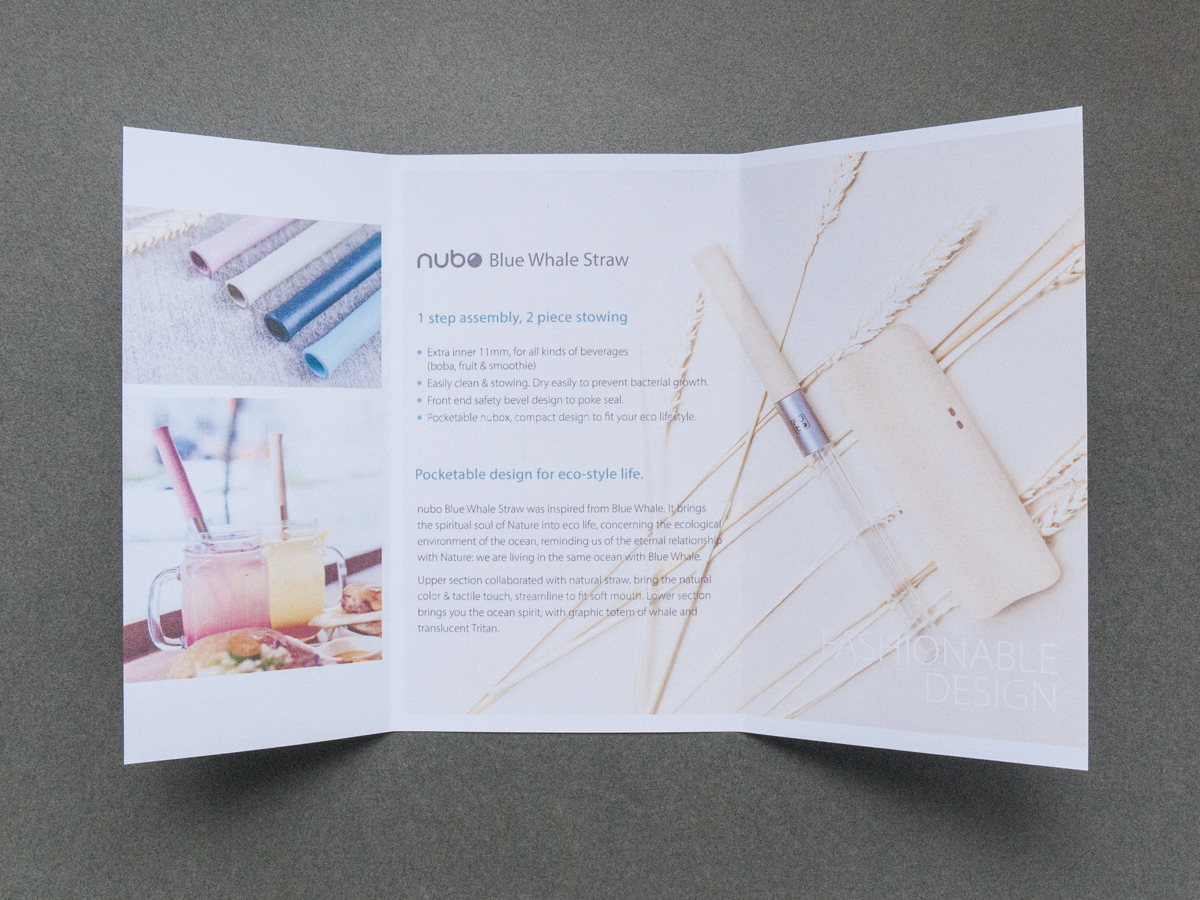 nubo Blue Whale Straw
1 step assembly, 2 piece stowing
• Extra inner 11mm, for all kinds of beverages
(boba, fruit & smoothie)
• Easily clean & stowing. Dry easily to prevent bacterial growth.
• Front end safety bevel design to poke seal.
• Pocketable nubox, compact design to fit your eco lifestyle.
Pocketable design for eco-style life.
nubo Blue Whale Straw was inspired from Blue Whale. It brings
the spiritual soul of Nature into eco life, concerning the ecological
environment of the ocean, reminding us of the eternal relationship
with Nature: we are living in the same ocean with Blue Whale.
Upper section collaborated with natural straw, bring the natural
color & tactile touch, streamline to fit soft mouth. Lower section
brings you the ocean spirit, with graphic totem of whale and
translucent Tritan.
FASHIONABLE
DESIGN